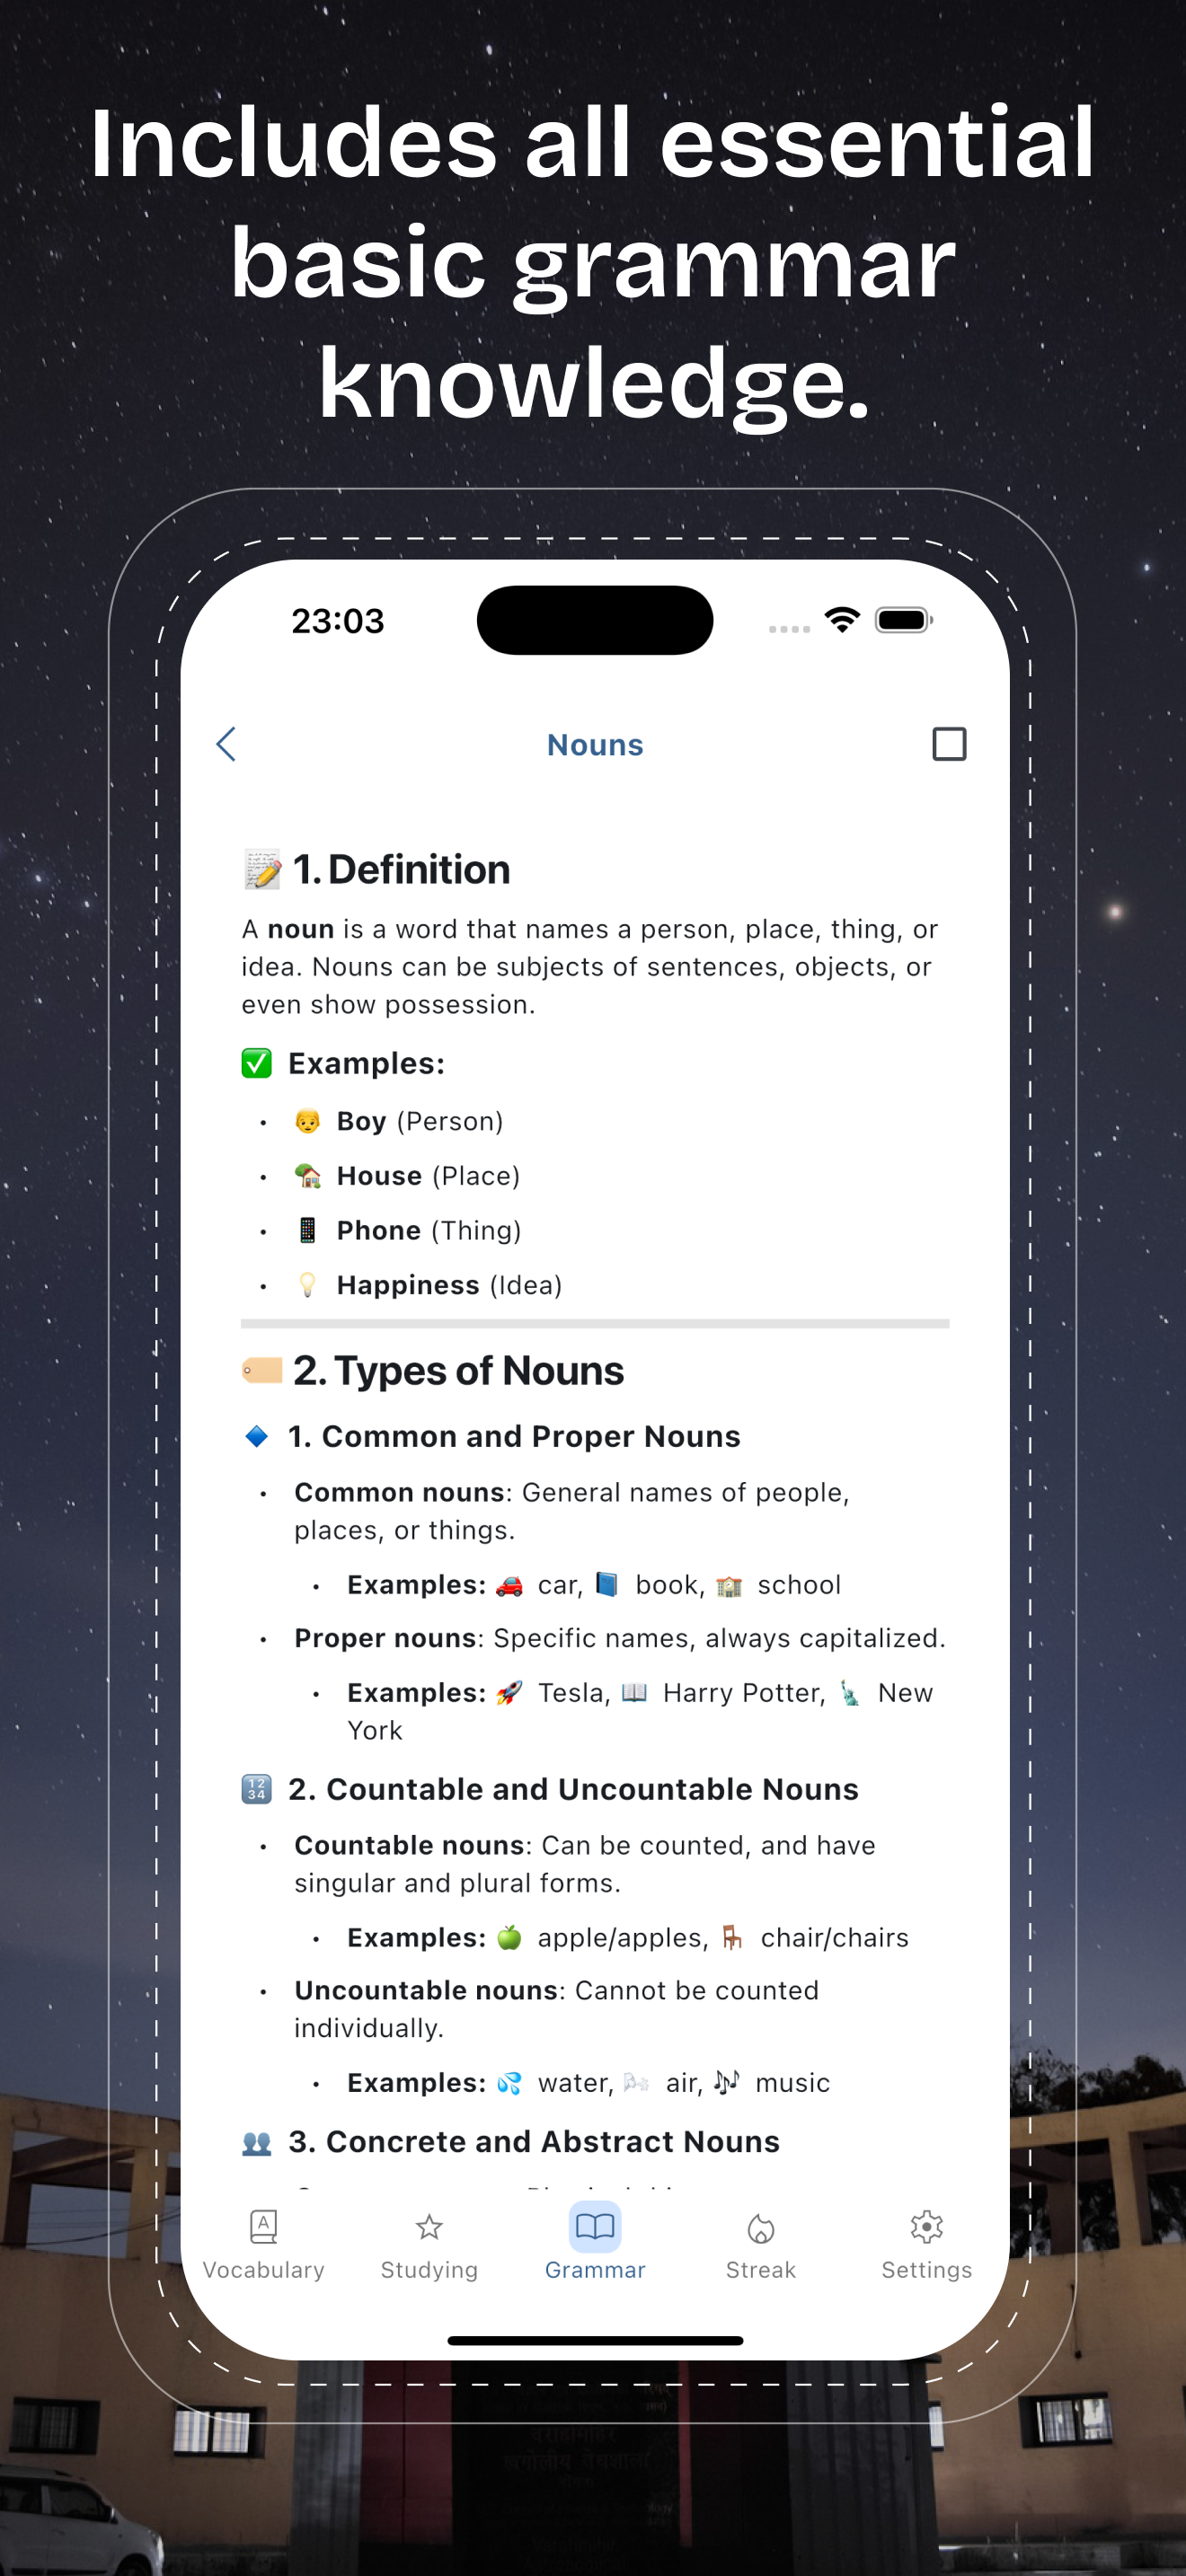 Includes all essential
basic grammar
knowledge.
23:03
Nouns
📝 1. Definition
A noun is a word that names a person, place, thing, or
idea. Nouns can be subjects of sentences, objects, or
even show possession.
✅ Examples:
• 👦 Boy (Person)
• 🏡 House (Place)
• 📱 Phone (Thing)
• 💡 Happiness (Idea)
🏷️ 2. Types of Nouns
🔹 1. Common and Proper Nouns
• Common nouns: General names of people,
places, or things.
• Examples: 🚗 car, 📘 book, 🏫 school
• Proper nouns: Specific names, always capitalized.
• Examples: 🚀 Tesla, 📖 Harry Potter, 🗽 New
York
🔢 2. Countable and Uncountable Nouns
• Countable nouns: Can be counted, and have
singular and plural forms.
• Examples: 🍏 apple/apples, 🪑 chair/chairs
• Uncountable nouns: Cannot be counted
individually.
• Examples: 💦 water, 🌬️ air, 🎶 music
👥 3. Concrete and Abstract Nouns
Vocabulary
Studying
Grammar
Streak
Settings
वराहमिहिर
खगोलीय वेधशाला